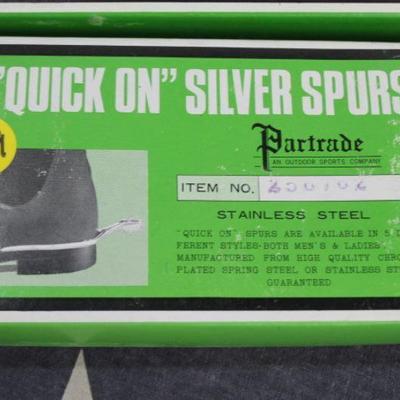 "QUICK ON" SILVER SPURS
Partrade
AN OUTDOOR SPORTS COMPANY
ITEM NO.
STAINLESS STEEL
"QUICK ON" SPURS ARE AVAILABLE IN 5
FERENT STYLES-BOTH MEN'S & LADIES
MANUFACTURED FROM HIGH QUALITY CHRO
PLATED SPRING STEEL OR STAINLESS ST
GUARANTEED